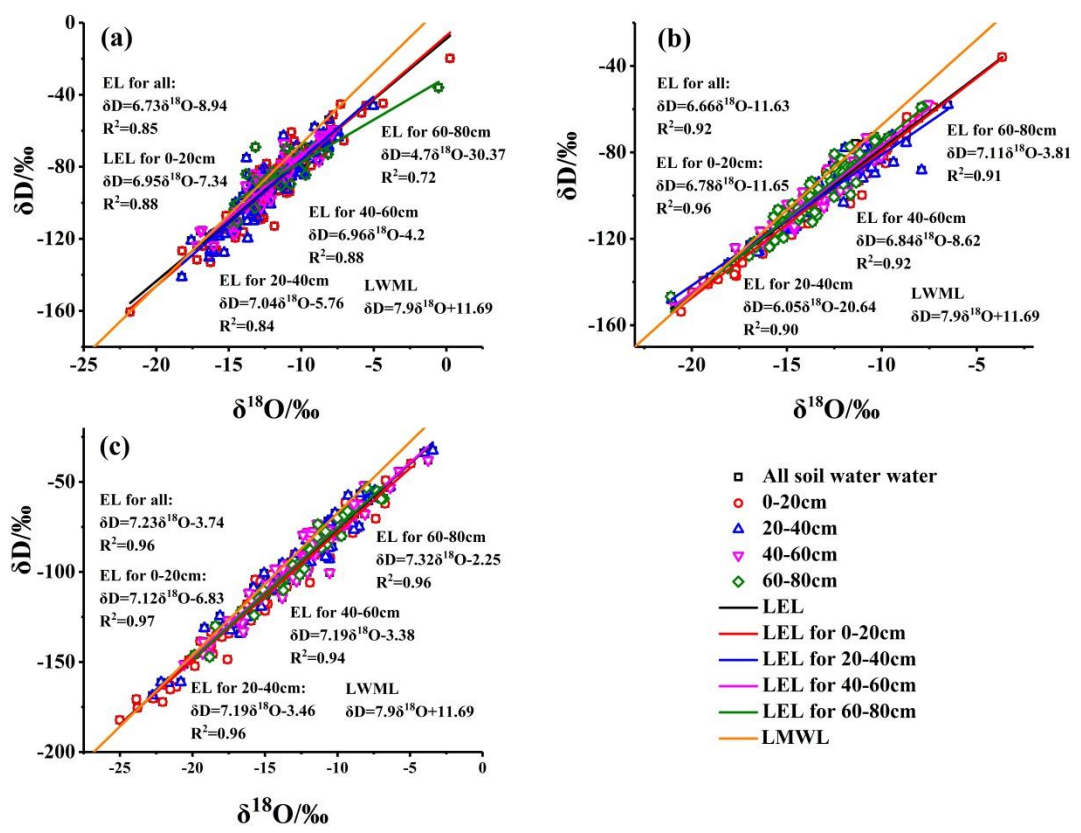 (a)
0
-40
-80
-120
-160
δD/‰
EL for all:
δD=6.73δ¹⁸O-8.94
R²=0.85
LEL for 0-20cm
δD=6.95δ¹⁸O-7.34
R²=0.88
EL for 60-80cm
δD=4.7δ¹⁸O-30.37
R²=0.72
EL for 40-60cm
δD=6.96δ¹⁸O-4.2
R²=0.88
EL for 20-40cm
δD=7.04δ¹⁸O-5.76
R²=0.84
LWML
δD=7.9δ¹⁸O+11.69
-25 -20 -15 -10 -5 0
δ¹⁸O/‰
(b)
0
-40
-80
-120
-160
δD/‰
EL for all:
δD=6.66δ¹⁸O-11.63
R²=0.92
EL for 0-20cm:
δD=6.78δ¹⁸O-11.65
R²=0.96
EL for 60-80cm
δD=7.11δ¹⁸O-3.81
R²=0.91
EL for 40-60cm
δD=6.84δ¹⁸O-8.62
R²=0.92
EL for 20-40cm
δD=6.05δ¹⁸O-20.64
R²=0.90
LWML
δD=7.9δ¹⁸O+11.69
-20 -15 -10 -5
δ¹⁸O/‰
(c)
-50
-100
-150
-200
δD/‰
EL for all:
δD=7.23δ¹⁸O-3.74
R²=0.96
EL for 0-20cm:
δD=7.12δ¹⁸O-6.83
R²=0.97
EL for 60-80cm
δD=7.32δ¹⁸O-2.25
R²=0.96
EL for 40-60cm
δD=7.19δ¹⁸O-3.38
R²=0.94
EL for 20-40cm:
δD=7.19δ¹⁸O-3.46
R²=0.96
LWML
δD=7.9δ¹⁸O+11.69
-25 -20 -15 -10 -5 0
δ¹⁸O/‰
All soil water water
0-20cm
20-40cm
40-60cm
60-80cm
LEL
LEL for 0-20cm
LEL for 20-40cm
LEL for 40-60cm
LEL for 60-80cm
LMWL